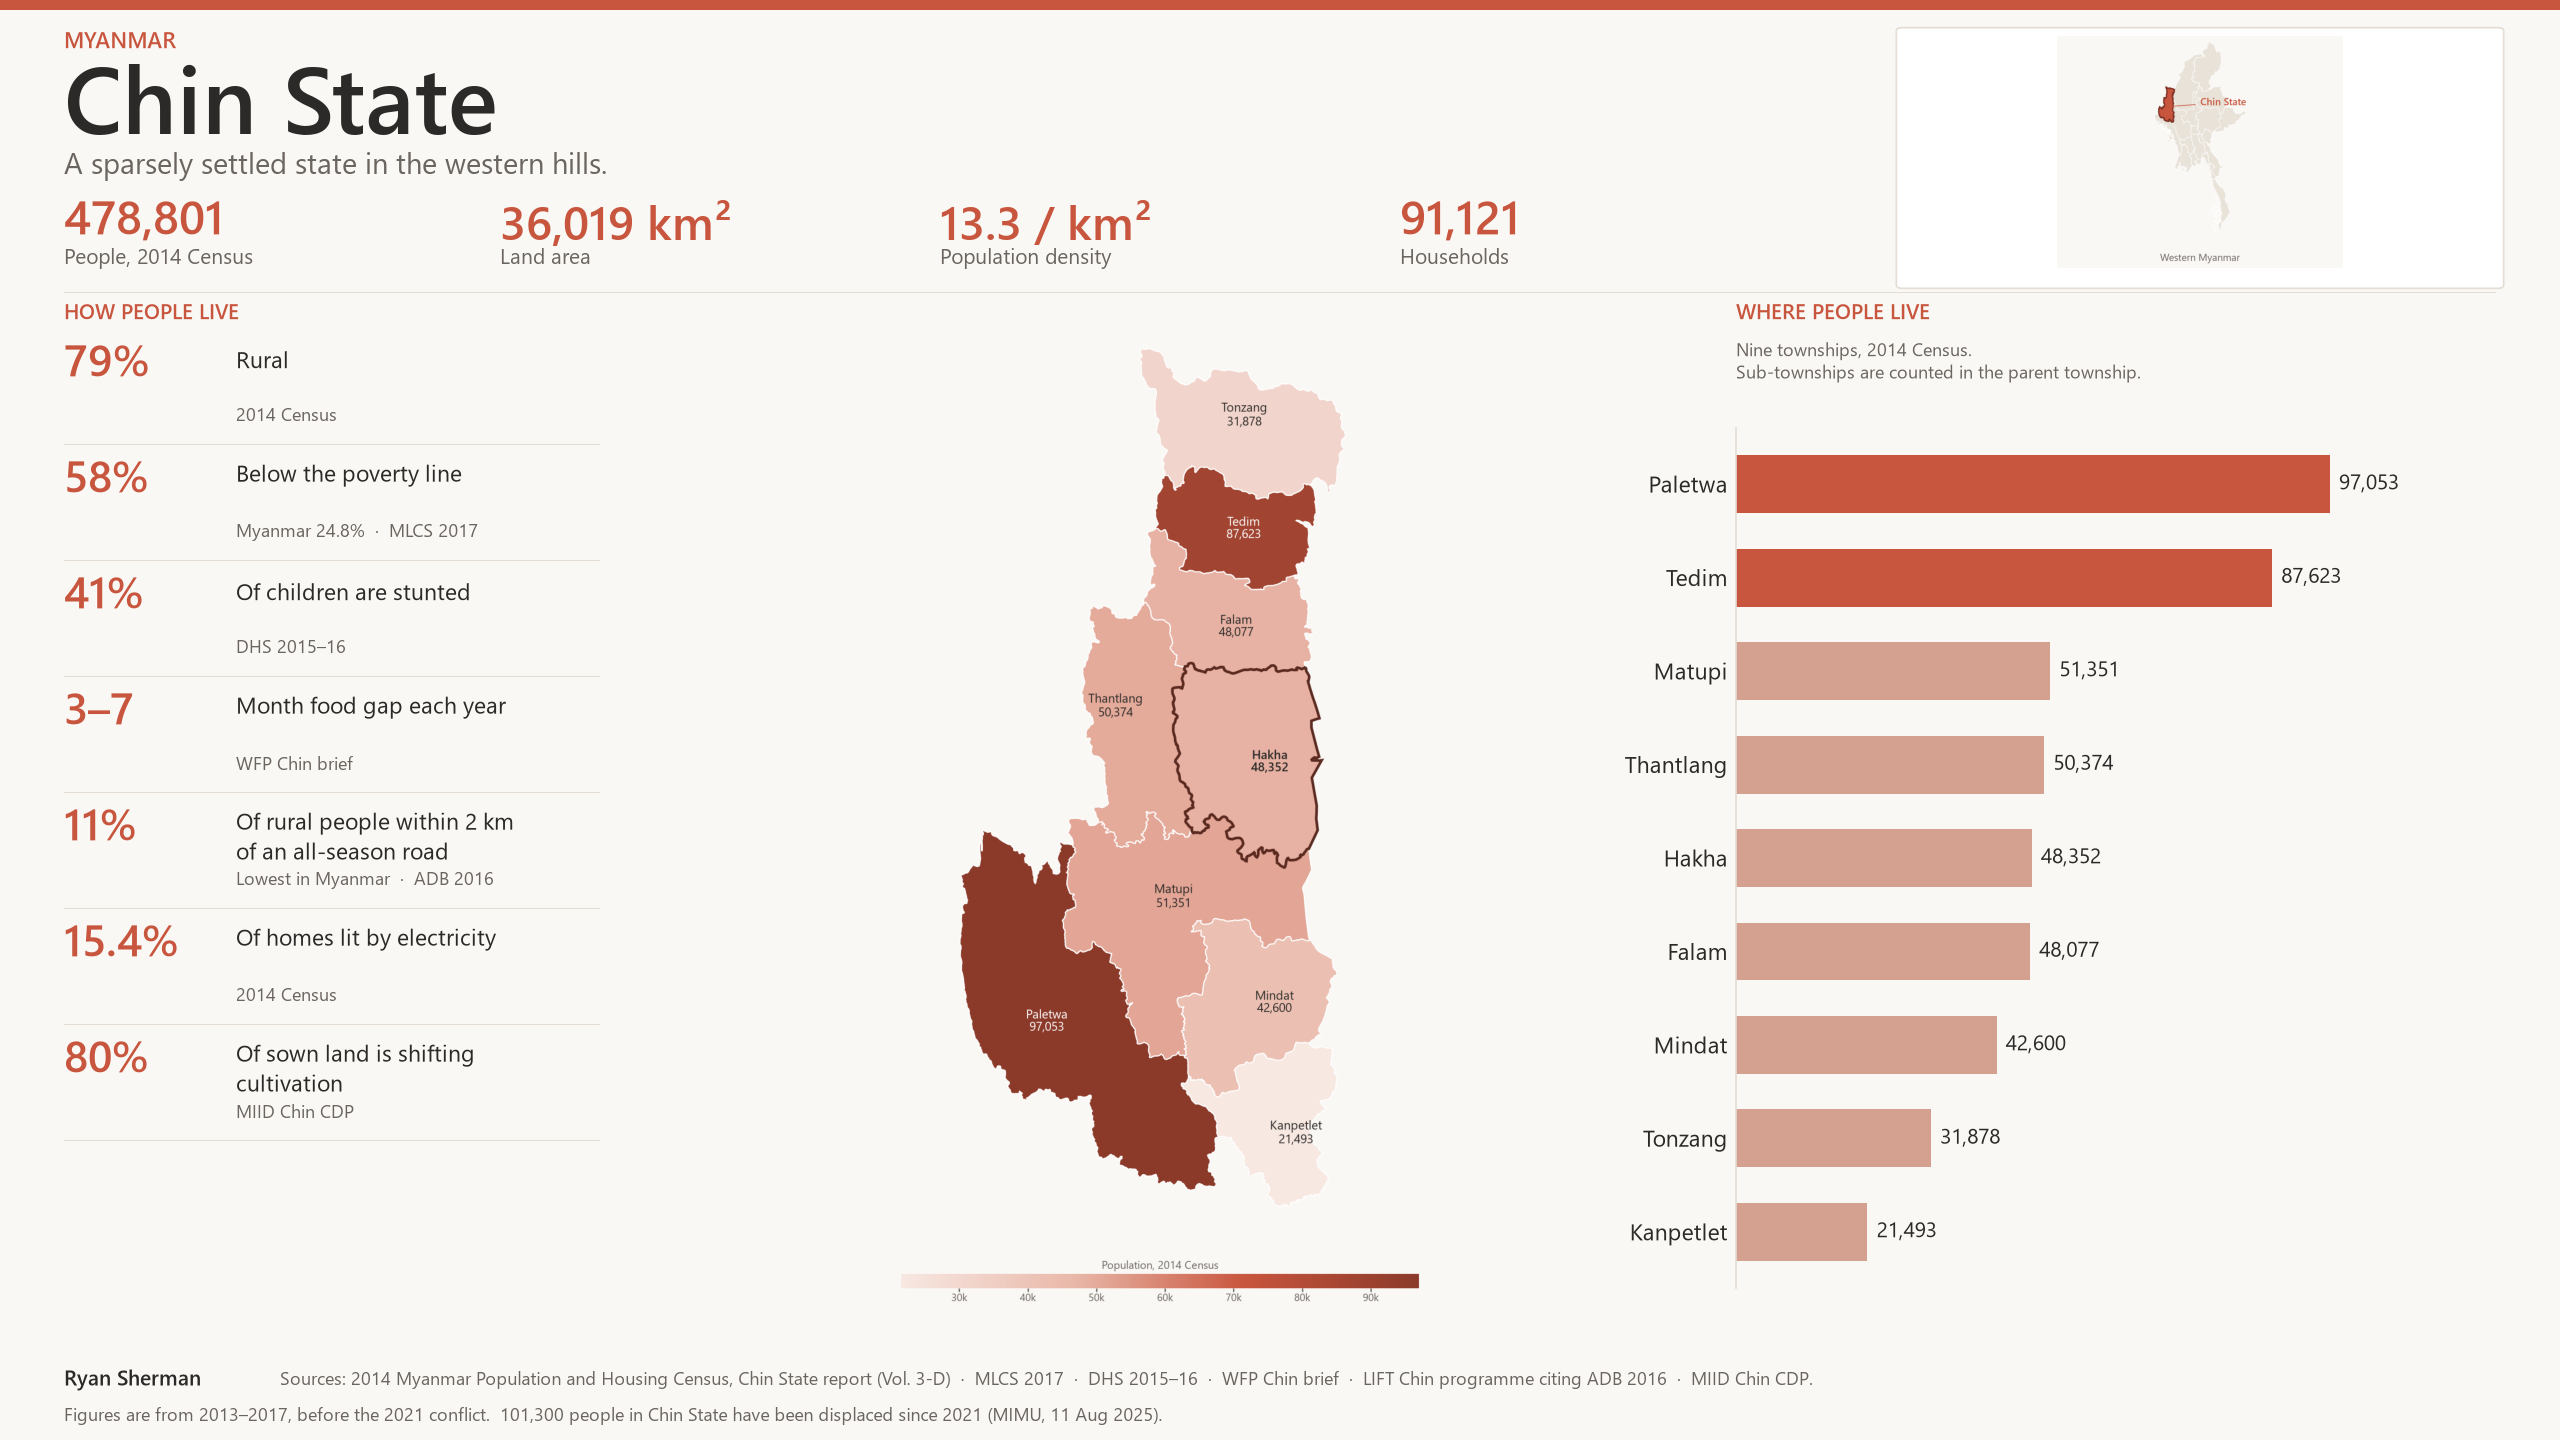 MYANMAR
Chin State
A sparsely settled state in the western hills.
478,801
People, 2014 Census
36,019 km²
Land area
13.3 / km²
Population density
91,121
Households
Chin State
Western Myanmar
HOW PEOPLE LIVE
79%
Rural
2014 Census
58%
Below the poverty line
Myanmar 24.8% · MLCS 2017
41%
Of children are stunted
DHS 2015–16
3–7
Month food gap each year
WFP Chin brief
11%
Of rural people within 2 km
of an all-season road
Lowest in Myanmar · ADB 2016
15.4%
Of homes lit by electricity
2014 Census
80%
Of sown land is shifting
cultivation
MIID Chin CDP
Tonzang
31,878
Tedim
87,623
Falam
48,077
Thantlang
50,374
Hakha
48,352
Matupi
51,351
Mindat
42,600
Paletwa
97,053
Kanpetlet
21,493
Population, 2014 Census
30k 40k 50k 60k 70k 80k 90k
WHERE PEOPLE LIVE
Nine townships, 2014 Census.
Sub-townships are counted in the parent township.
Paletwa 97,053
Tedim 87,623
Matupi 51,351
Thantlang 50,374
Hakha 48,352
Falam 48,077
Mindat 42,600
Tonzang 31,878
Kanpetlet 21,493
Ryan Sherman
Sources: 2014 Myanmar Population and Housing Census, Chin State report (Vol. 3-D) · MLCS 2017 · DHS 2015–16 · WFP Chin brief · LIFT Chin programme citing ADB 2016 · MIID Chin CDP.
Figures are from 2013–2017, before the 2021 conflict. 101,300 people in Chin State have been displaced since 2021 (MIMU, 11 Aug 2025).